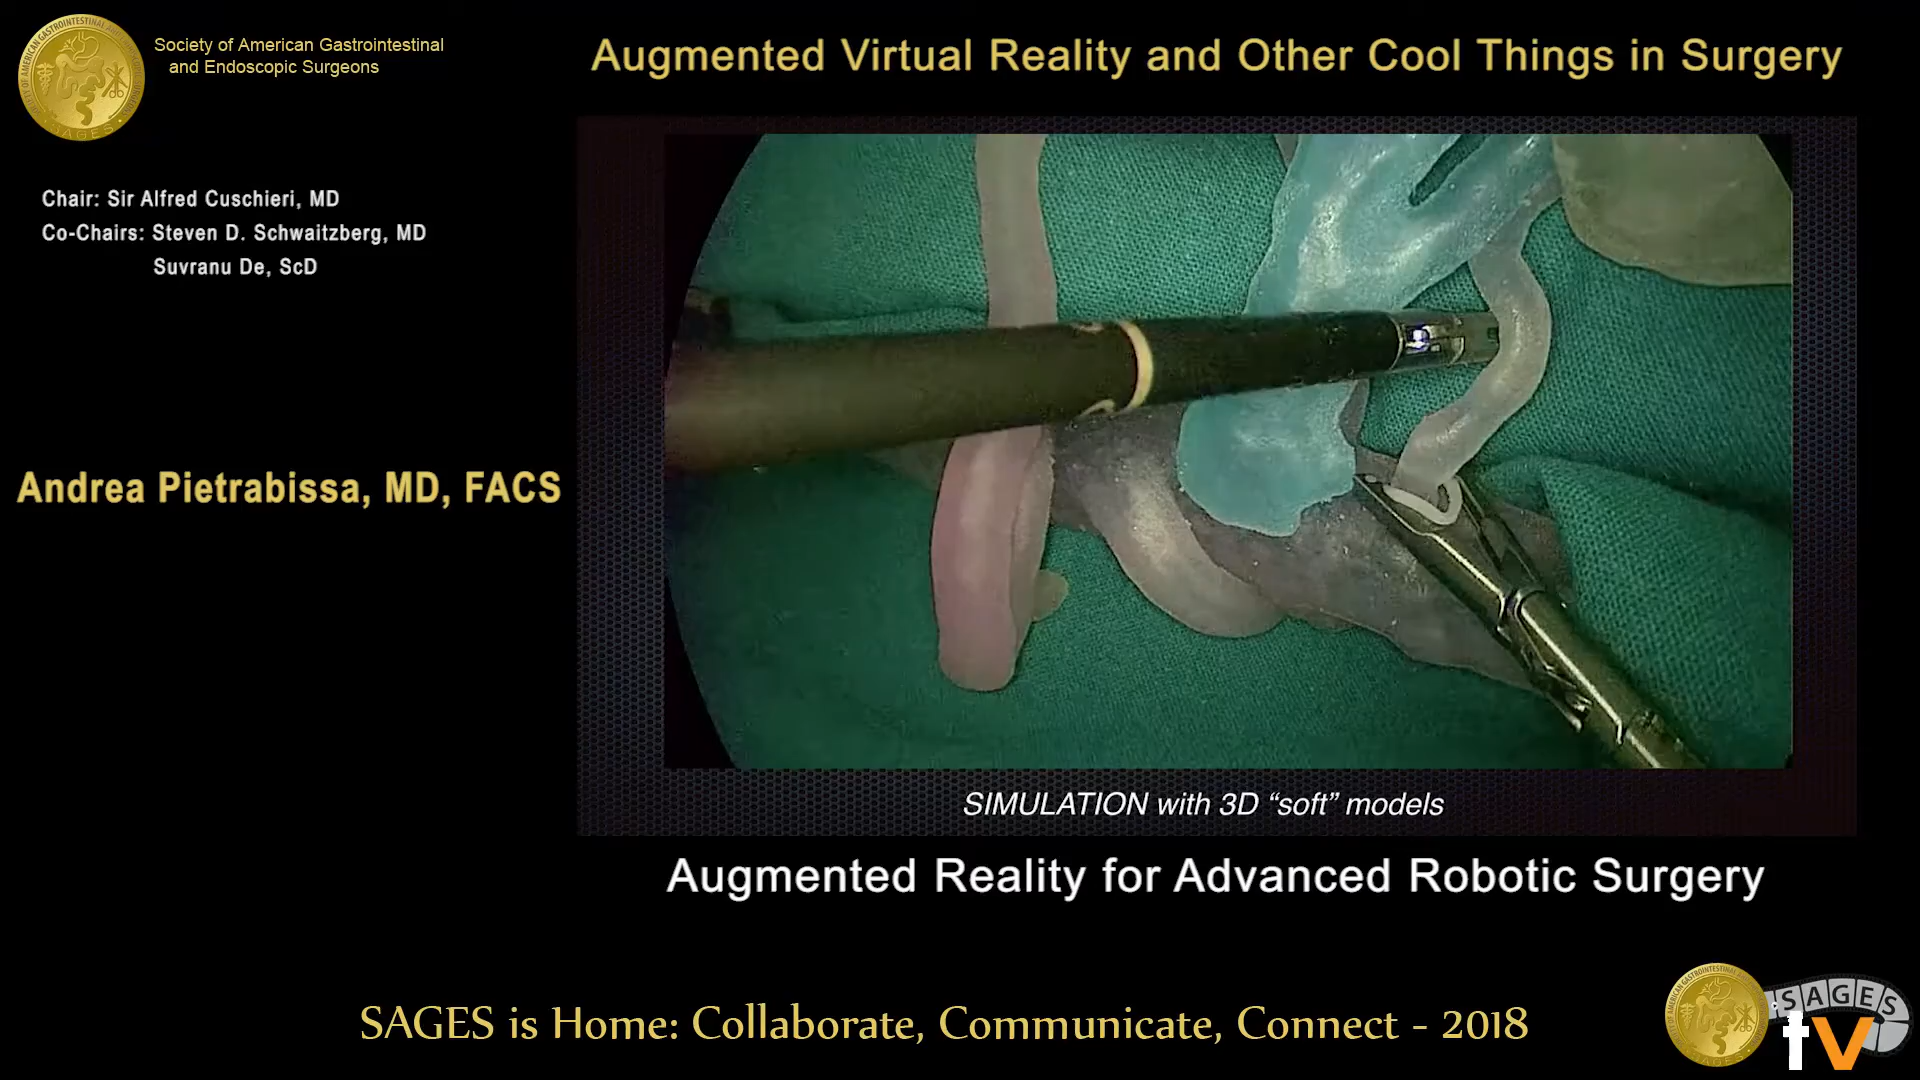 Society of American Gastrointestinal
and Endoscopic Surgeons
Augmented Virtual Reality and Other Cool Things in Surgery
Chair: Sir Alfred Cuschieri, MD
Co-Chairs: Steven D. Schwaitzberg, MD
Suvranu De, ScD
Andrea Pietrabissa, MD, FACS
SIMULATION with 3D “soft” models
Augmented Reality for Advanced Robotic Surgery
SAGES is Home: Collaborate, Communicate, Connect - 2018
SAGES
tv